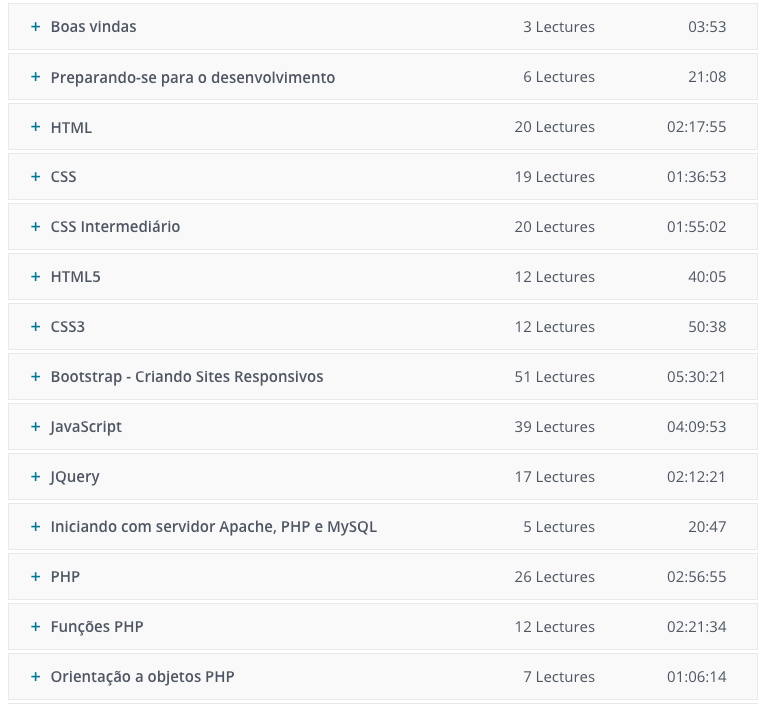 + Boas vindas 3 Lectures 03:53
+ Preparando-se para o desenvolvimento 6 Lectures 21:08
+ HTML 20 Lectures 02:17:55
+ CSS 19 Lectures 01:36:53
+ CSS Intermediário 20 Lectures 01:55:02
+ HTML5 12 Lectures 40:05
+ CSS3 12 Lectures 50:38
+ Bootstrap - Criando Sites Responsivos 51 Lectures 05:30:21
+ JavaScript 39 Lectures 04:09:53
+ JQuery 17 Lectures 02:12:21
+ Iniciando com servidor Apache, PHP e MySQL 5 Lectures 20:47
+ PHP 26 Lectures 02:56:55
+ Funções PHP 12 Lectures 02:21:34
+ Orientação a objetos PHP 7 Lectures 01:06:14